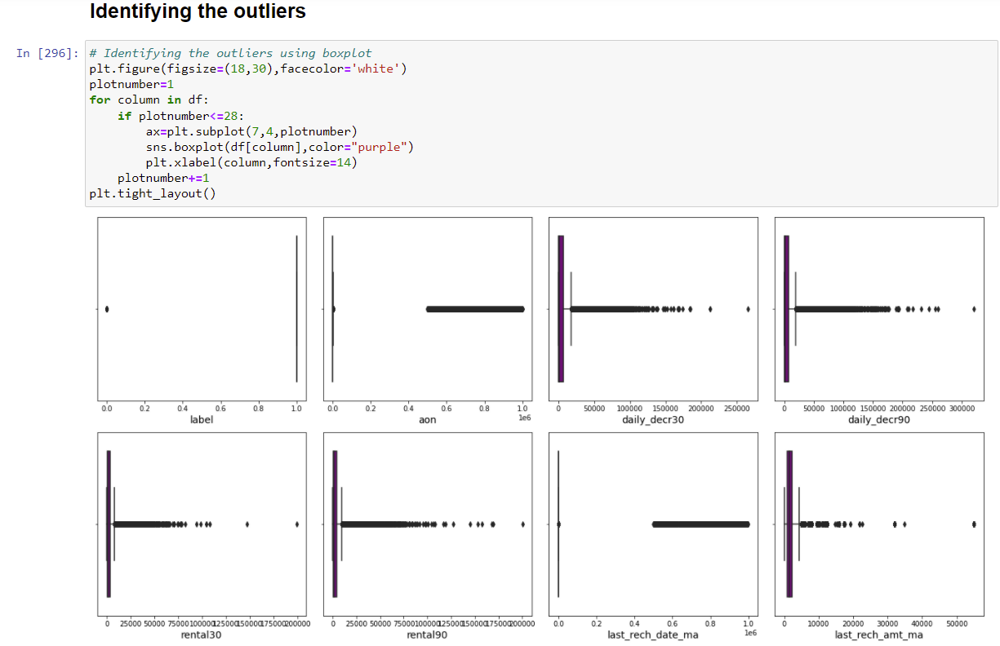 Identifying the outliers
In [296]: # Identifying the outliers using boxplot
plt.figure(figsize=(18,30),facecolor='white')
plotnumber=1
for column in df:
    if plotnumber<=28:
        ax=plt.subplot(7,4,plotnumber)
        sns.boxplot(df[column],color="purple")
        plt.xlabel(column,fontsize=14)
    plotnumber+=1
plt.tight_layout()
0.0 0.2 0.4 0.6 0.8 1.0
label
0.0 0.2 0.4 0.6 0.8 1.0
1e6
aon
0 50000 100000 150000 200000 250000
daily_decr30
0 50000 100000 150000 200000 250000 300000
daily_decr90
0 25000 50000 75000 100000 125000 150000 175000 200000
rental30
0 25000 50000 75000 100000 125000 150000 175000 200000
rental90
0.0 0.2 0.4 0.6 0.8 1.0
1e6
last_rech_date_ma
0 10000 20000 30000 40000 50000
last_rech_amt_ma